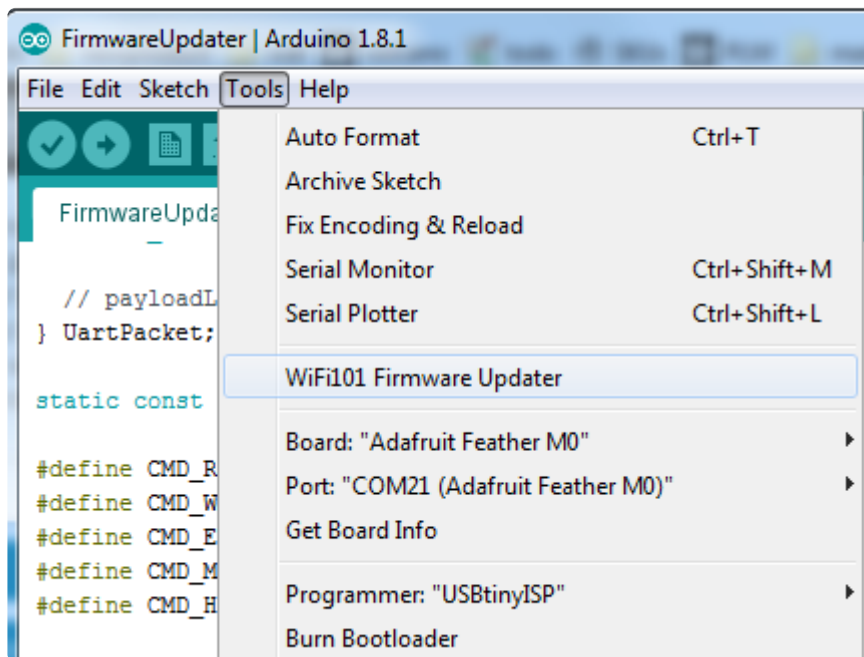 FirmwareUpdater | Arduino 1.8.1
File Edit Sketch Tools Help
Auto Format Ctrl+T
Archive Sketch
Fix Encoding & Reload
Serial Monitor Ctrl+Shift+M
Serial Plotter Ctrl+Shift+L
WiFi101 Firmware Updater
Board: "Adafruit Feather M0"
Port: "COM21 (Adafruit Feather M0)"
Get Board Info
Programmer: "USBtinyISP"
Burn Bootloader
FirmwareUpda
// payloadL
} UartPacket;
static const
#define CMD_R
#define CMD_W
#define CMD_E
#define CMD_M
#define CMD_H